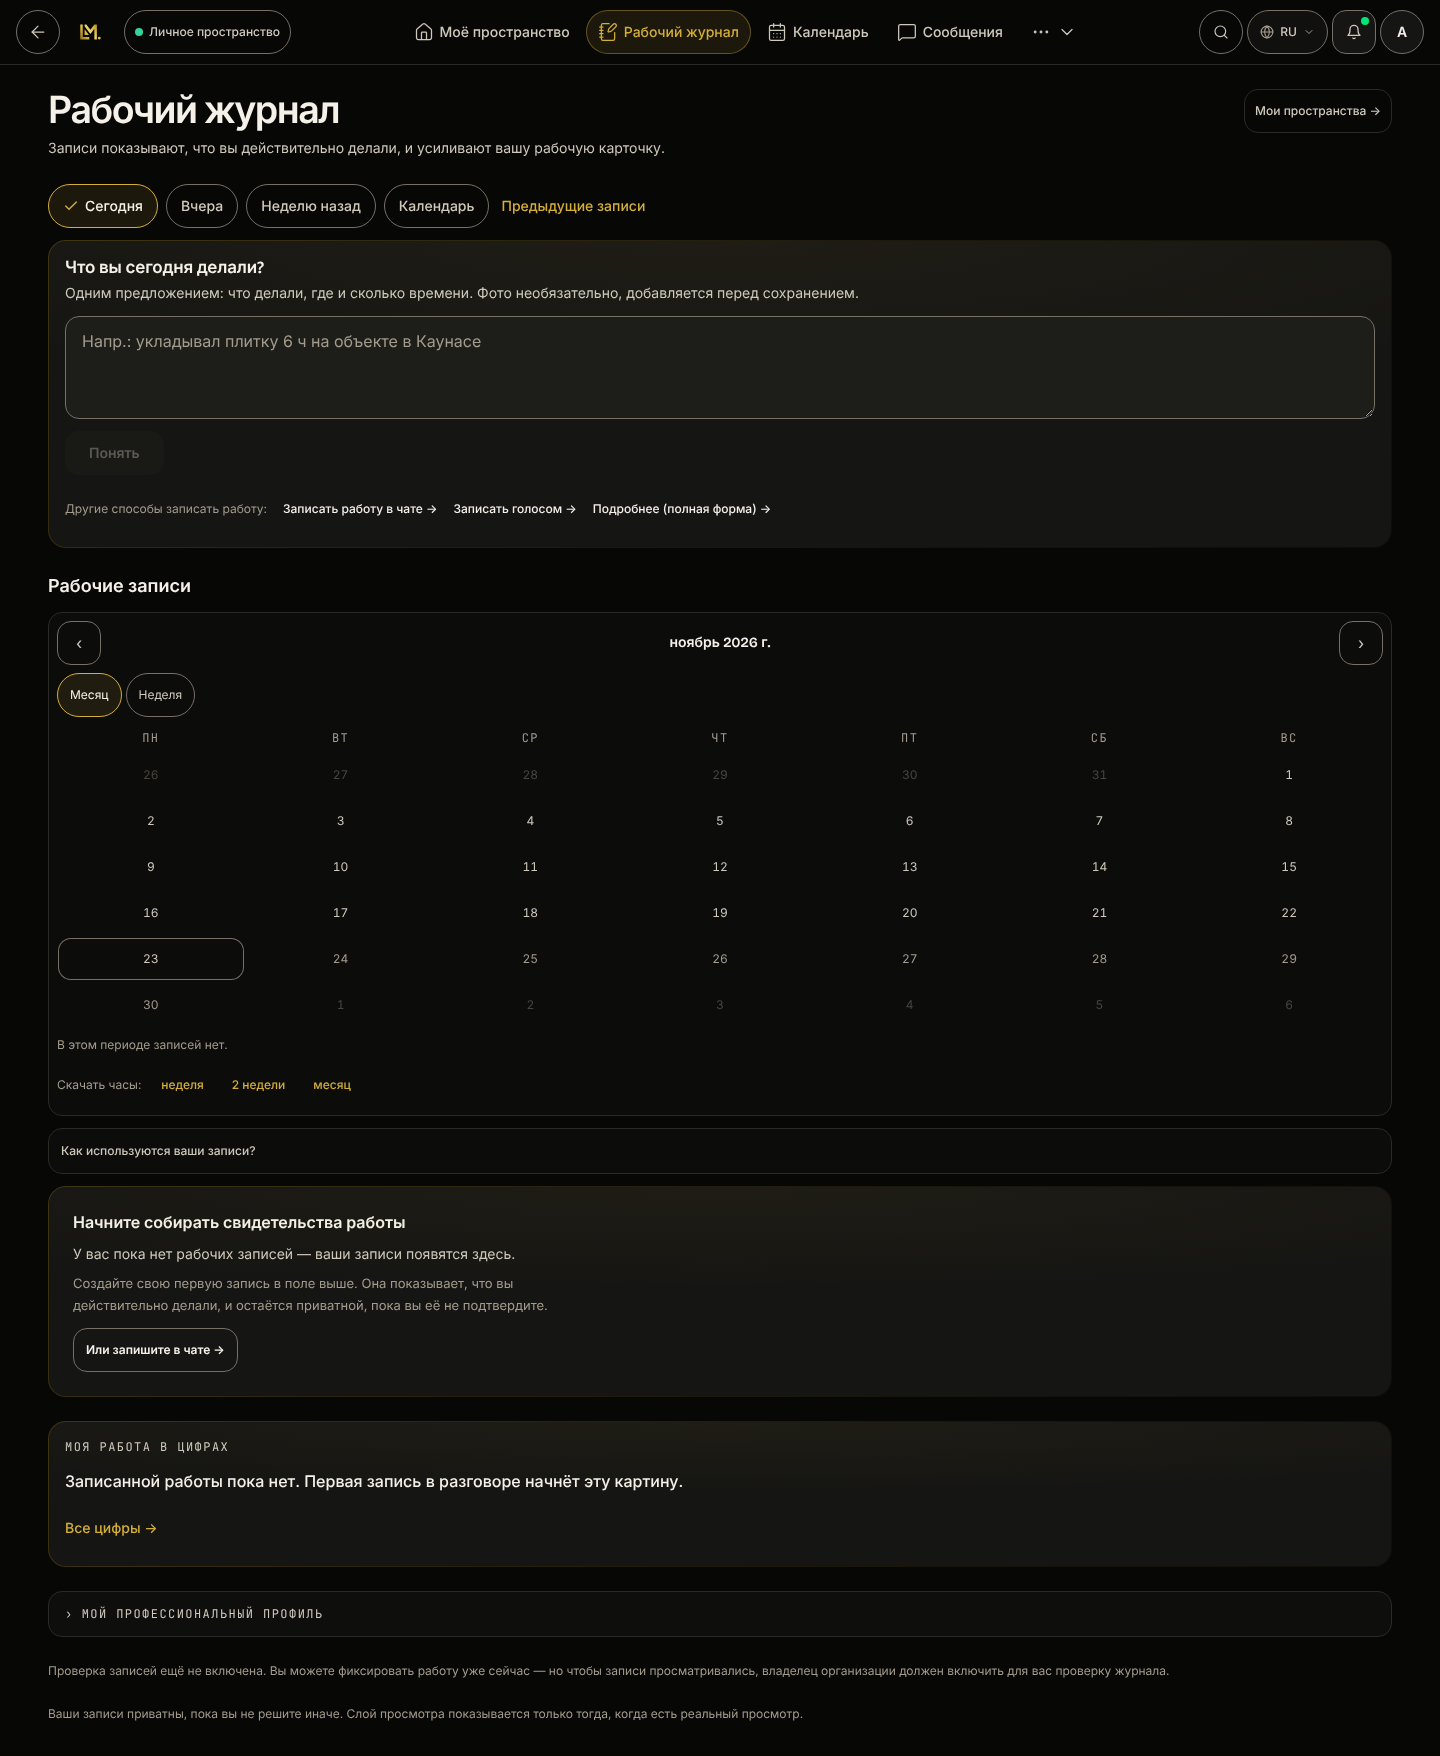 LM.
Личное пространство
Моё пространство
Рабочий журнал
Календарь
Сообщения
RU
A
Рабочий журнал
Мои пространства →
Записи показывают, что вы действительно делали, и усиливают вашу рабочую карточку.
Сегодня
Вчера
Неделю назад
Календарь
Предыдущие записи
Что вы сегодня делали?
Одним предложением: что делали, где и сколько времени. Фото необязательно, добавляется перед сохранением.
Напр.: укладывал плитку 6 ч на объекте в Каунасе
Понять
Другие способы записать работу: Записать работу в чате → Записать голосом → Подробнее (полная форма) →
Рабочие записи
‹ ноябрь 2026 г. ›
Месяц Неделя
ПН ВТ СР ЧТ ПТ СБ ВС
26 27 28 29 30 31 1
2 3 4 5 6 7 8
9 10 11 12 13 14 15
16 17 18 19 20 21 22
23 24 25 26 27 28 29
30 1 2 3 4 5 6
В этом периоде записей нет.
Скачать часы: неделя 2 недели месяц
Как используются ваши записи?
Начните собирать свидетельства работы
У вас пока нет рабочих записей — ваши записи появятся здесь.
Создайте свою первую запись в поле выше. Она показывает, что вы
действительно делали, и остаётся приватной, пока вы её не подтвердите.
Или запишите в чате →
МОЯ РАБОТА В ЦИФРАХ
Записанной работы пока нет. Первая запись в разговоре начнёт эту картину.
Все цифры →
› МОЙ ПРОФЕССИОНАЛЬНЫЙ ПРОФИЛЬ
Проверка записей ещё не включена. Вы можете фиксировать работу уже сейчас — но чтобы записи просматривались, владелец организации должен включить для вас проверку журнала.
Ваши записи приватны, пока вы не решите иначе. Слой просмотра показывается только тогда, когда есть реальный просмотр.